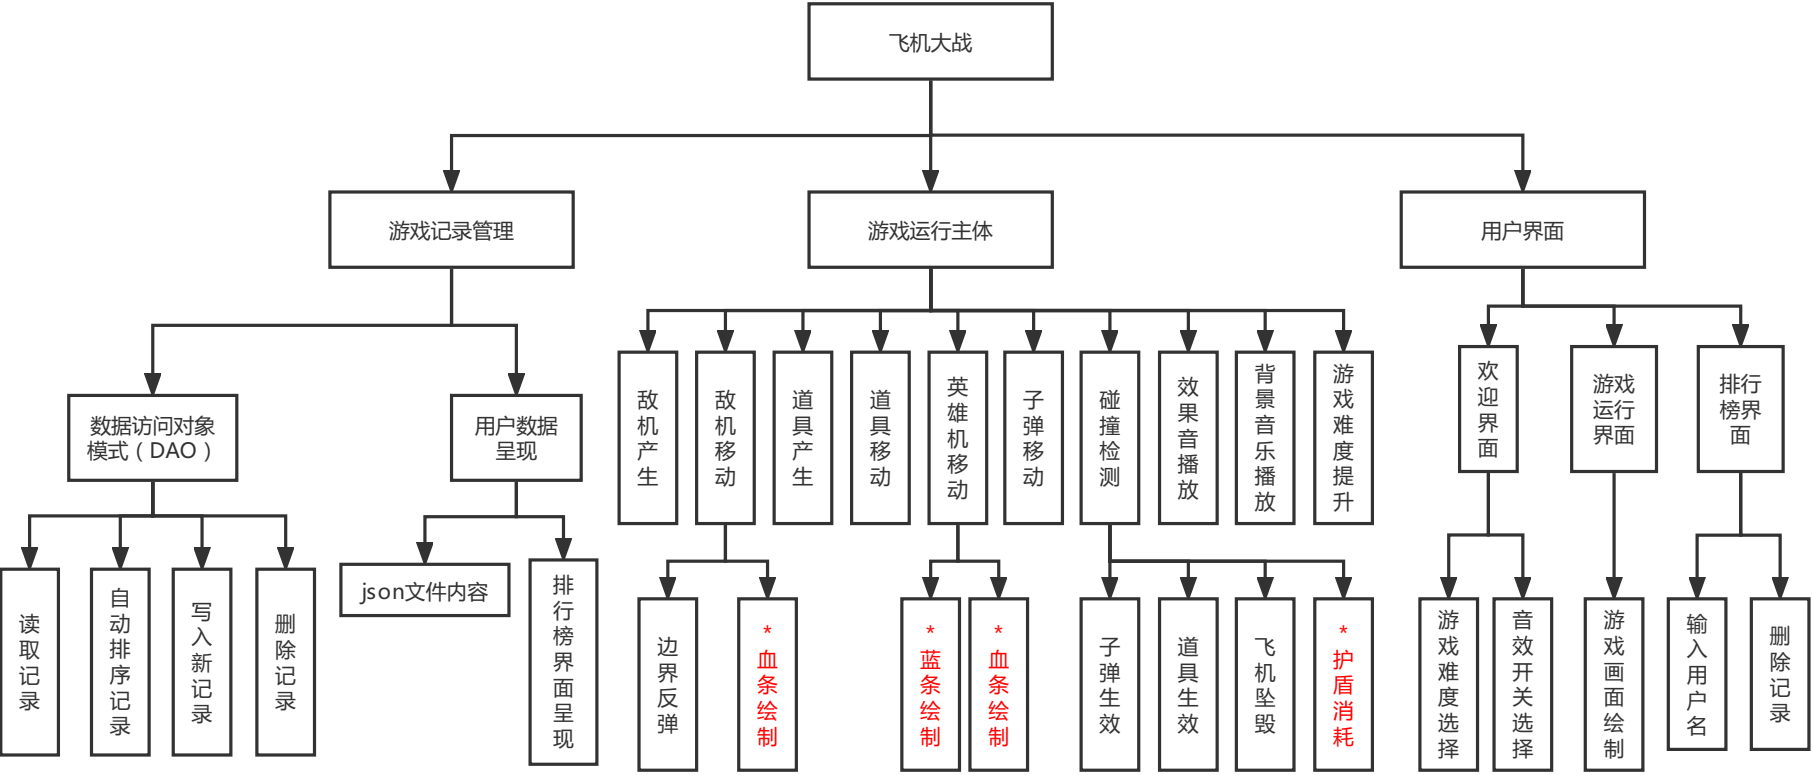 飞机大战
游戏记录管理
游戏运行主体
用户界面
数据访问对象
模式（DAO）
用户数据
呈现
敌机产生
敌机移动
道具产生
道具移动
英雄机移动
子弹移动
碰撞检测
效果音播放
背景音乐播放
游戏难度提升
欢迎界面
游戏
运行
界面
排行
榜界
面
读取记录
自动排序记录
写入新记录
删除记录
json文件内容
排行榜界面呈现
边界反弹
*血条绘制
*蓝条绘制
*血条绘制
子弹生效
道具生效
飞机坠毁
*护盾消耗
游戏难度选择
音效开关选择
游戏画面绘制
输入用户名
删除记录